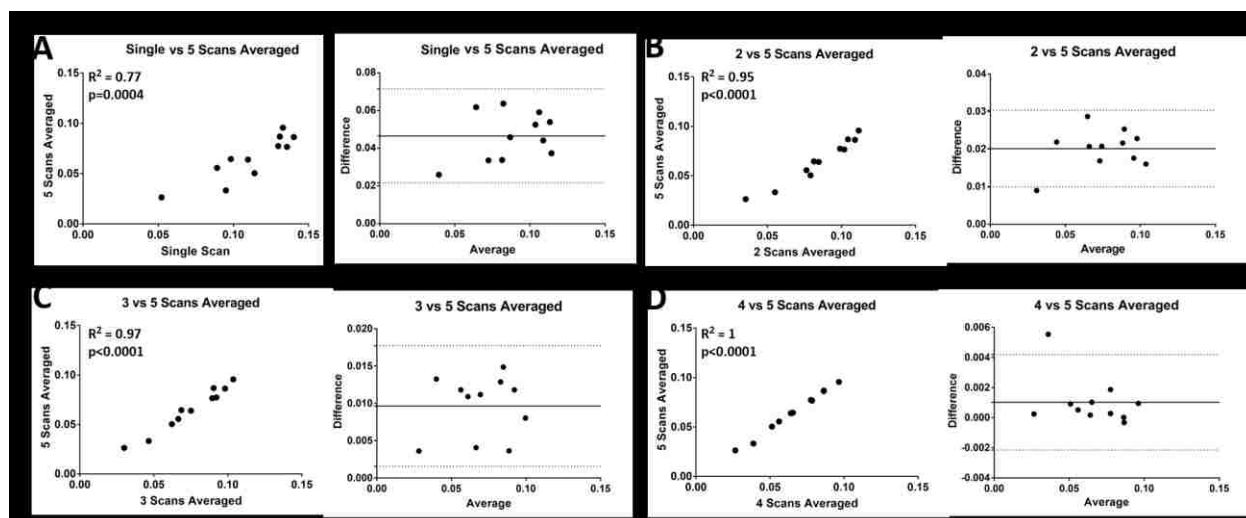 A
Single vs 5 Scans Averaged
R² = 0.77
p=0.0004
5 Scans Averaged
0.15
0.10
0.05
0.00
0.00 0.05 0.10 0.15
Single Scan
Single vs 5 Scans Averaged
Difference
0.08
0.06
0.04
0.02
0.00
0.00 0.05 0.10 0.15
Average
B
2 vs 5 Scans Averaged
R² = 0.95
p<0.0001
5 Scans Averaged
0.15
0.10
0.05
0.00
0.00 0.05 0.10 0.15
2 Scans Averaged
2 vs 5 Scans Averaged
Difference
0.04
0.03
0.02
0.01
0.00
0.00 0.05 0.10 0.15
Average
C
3 vs 5 Scans Averaged
R² = 0.97
p<0.0001
5 Scans Averaged
0.15
0.10
0.05
0.00
0.00 0.05 0.10 0.15
3 Scans Averaged
3 vs 5 Scans Averaged
Difference
0.020
0.015
0.010
0.005
0.000
0.00 0.05 0.10 0.15
Average
D
4 vs 5 Scans Averaged
R² = 1
p<0.0001
5 Scans Averaged
0.15
0.10
0.05
0.00
0.00 0.05 0.10 0.15
4 Scans Averaged
4 vs 5 Scans Averaged
Difference
0.006
0.004
0.002
0.000
-0.002
-0.004
0.00 0.05 0.10 0.15
Average